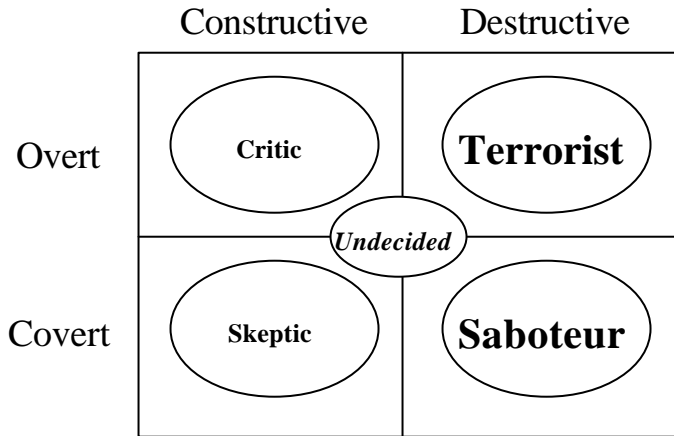 Constructive Destructive
Overt Critic Terrorist
Undecided
Covert Skeptic Saboteur